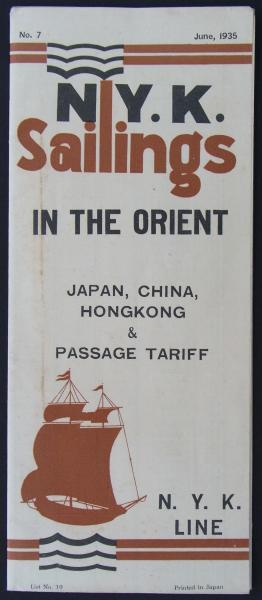 No. 7 June, 1935
N.Y.K.
Sailings
IN THE ORIENT
JAPAN, CHINA,
HONGKONG
&
PASSAGE TARIFF
N. Y. K.
LINE
List No. 10 Printed in Japan